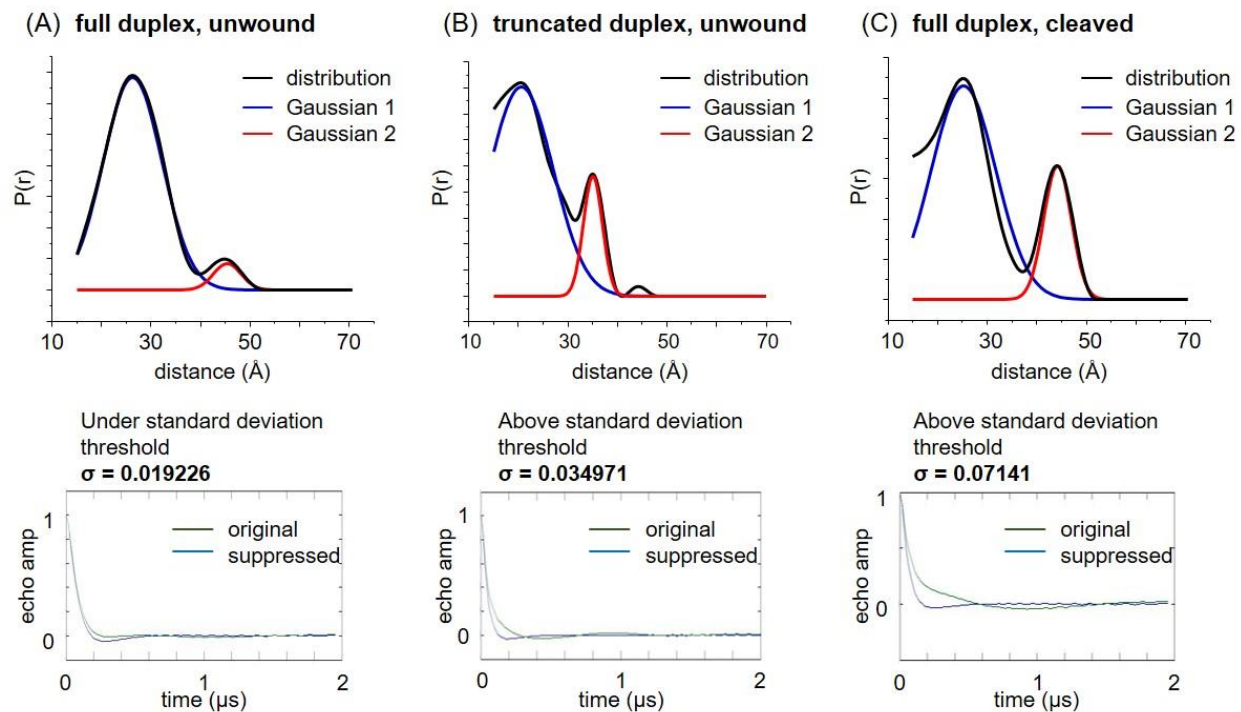 (A) full duplex, unwound
distribution
Gaussian 1
Gaussian 2
P(r)
10 30 50 70
distance (Å)
Under standard deviation
threshold
σ = 0.019226
original
suppressed
echo amp
1
0
0 1 2
time (μs)
(B) truncated duplex, unwound
distribution
Gaussian 1
Gaussian 2
P(r)
10 30 50 70
distance (Å)
Above standard deviation
threshold
σ = 0.034971
original
suppressed
echo amp
1
0
0 1 2
time (μs)
(C) full duplex, cleaved
distribution
Gaussian 1
Gaussian 2
P(r)
10 30 50 70
distance (Å)
Above standard deviation
threshold
σ = 0.07141
original
suppressed
echo amp
1
0
0 1 2
time (μs)